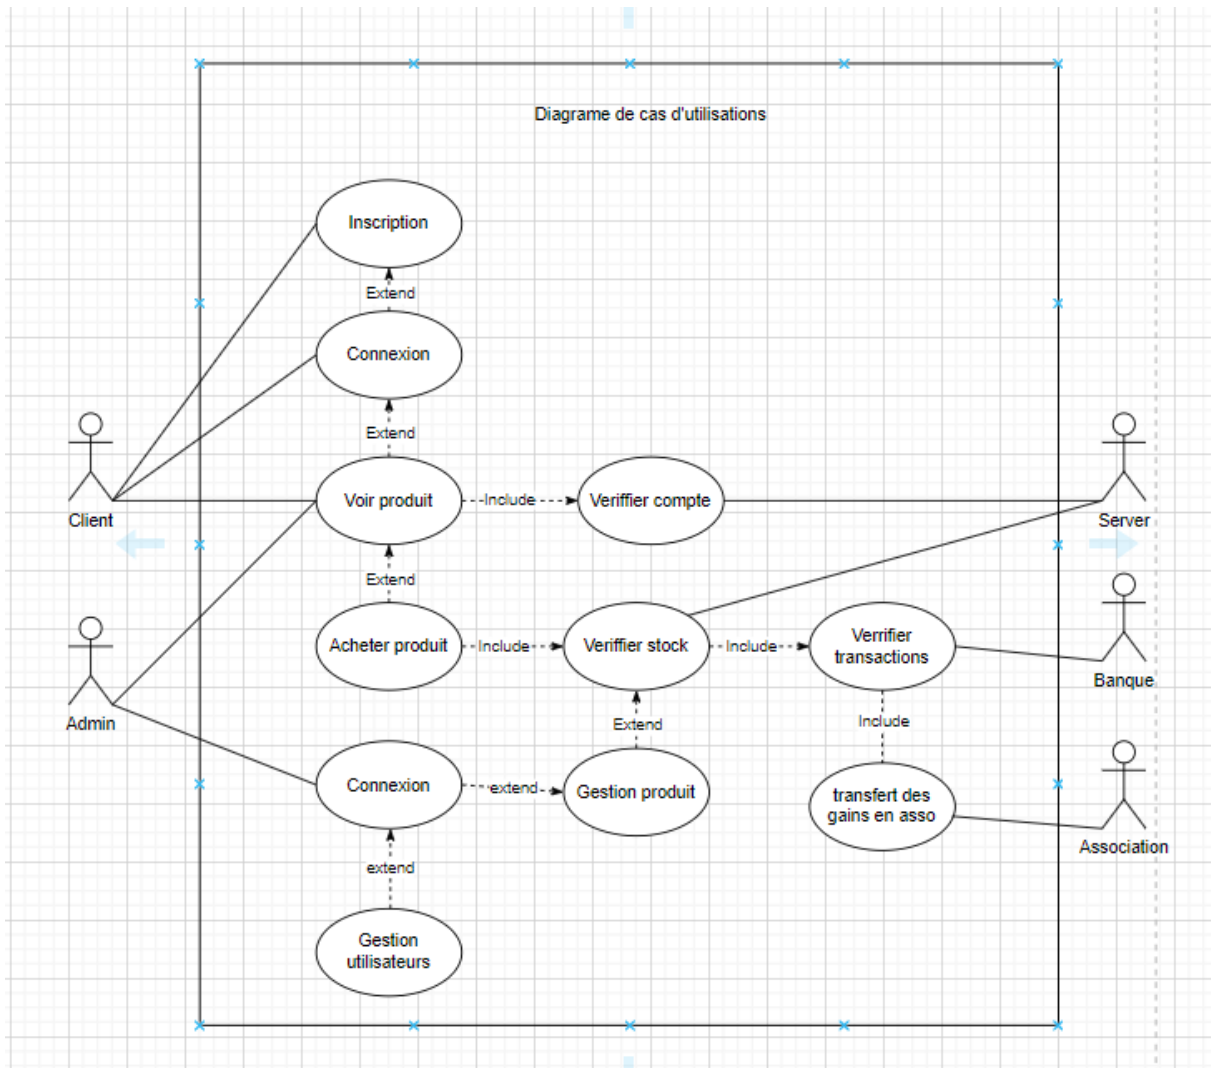 Diagrame de cas d'utilisations
Inscription
Extend
Connexion
Extend
Client
Voir produit
Include
Veriffier compte
Server
Extend
Acheter produit
Include
Veriffier stock
Include
Verrifier
transactions
Banque
Admin
Extend
Include
Connexion
extend
Gestion produit
transfert des
gains en asso
Association
extend
Gestion
utilisateurs